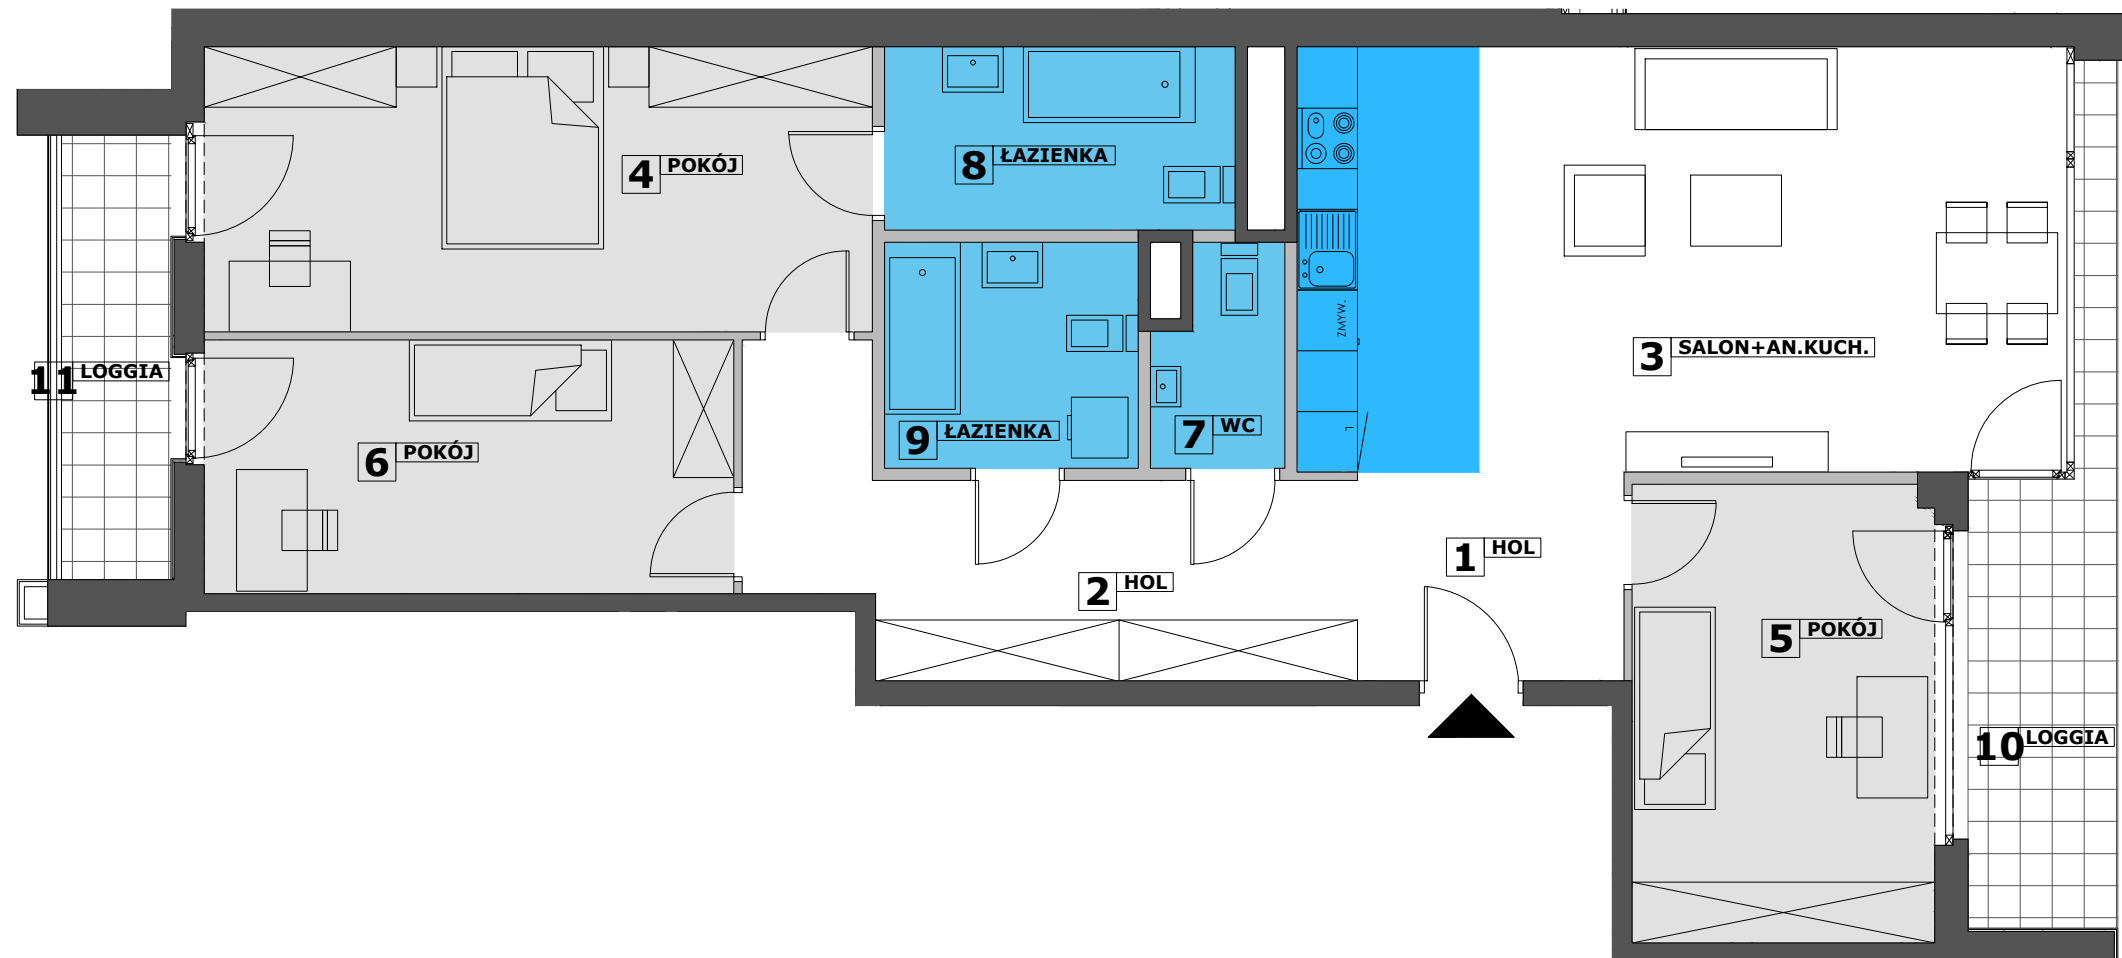 4 POKÓJ
8 ŁAZIENKA
ZMYW.
3 SALON+AN.KUCH.
11 LOGGIA
6 POKÓJ
9 ŁAZIENKA
7 WC
L
1 HOL
2 HOL
5 POKÓJ
10 LOGGIA